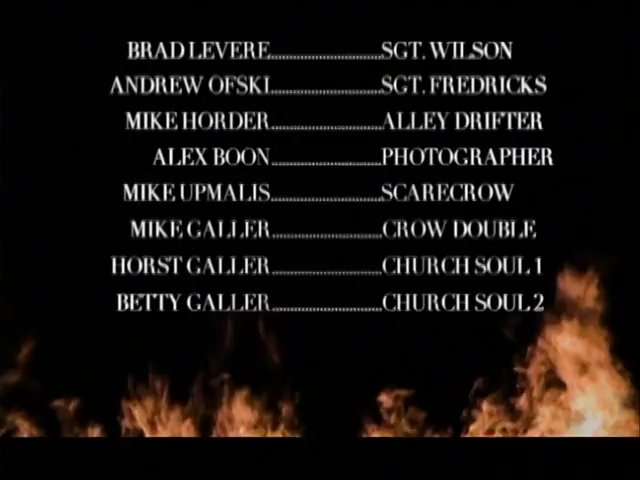 BRAD LEVERE..............................SGT. WILSON
ANDREW OFSKI..............................SGT. FREDRICKS
MIKE HORDER..............................ALLEY DRIFTER
ALEX BOON..............................PHOTOGRAPHER
MIKE UPMALIS..............................SCARECROW
MIKE GALLER..............................CROW DOUBLE
HORST GALLER..............................CHURCH SOUL 1
BETTY GALLER..............................CHURCH SOUL 2